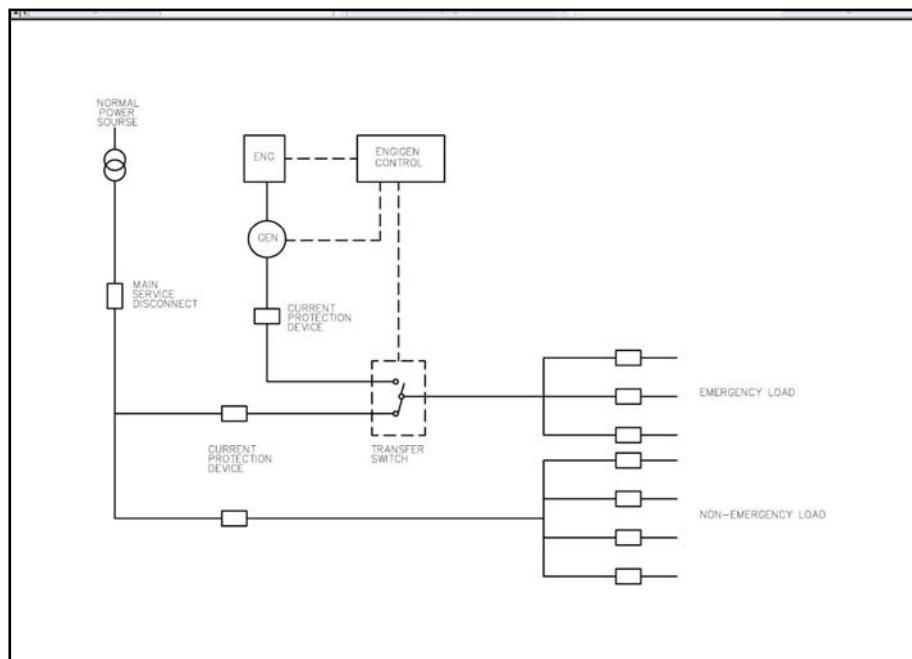 NORMAL
POWER
SOURSE
ENG
ENGIGEN
CONTROL
GEN
MAIN
SERVICE
DISCONNECT
CURRENT
PROTECTION
DEVICE
EMERGENCY LOAD
CURRENT
PROTECTION
DEVICE
TRANSFER
SWITCH
NON-EMERGENCY LOAD